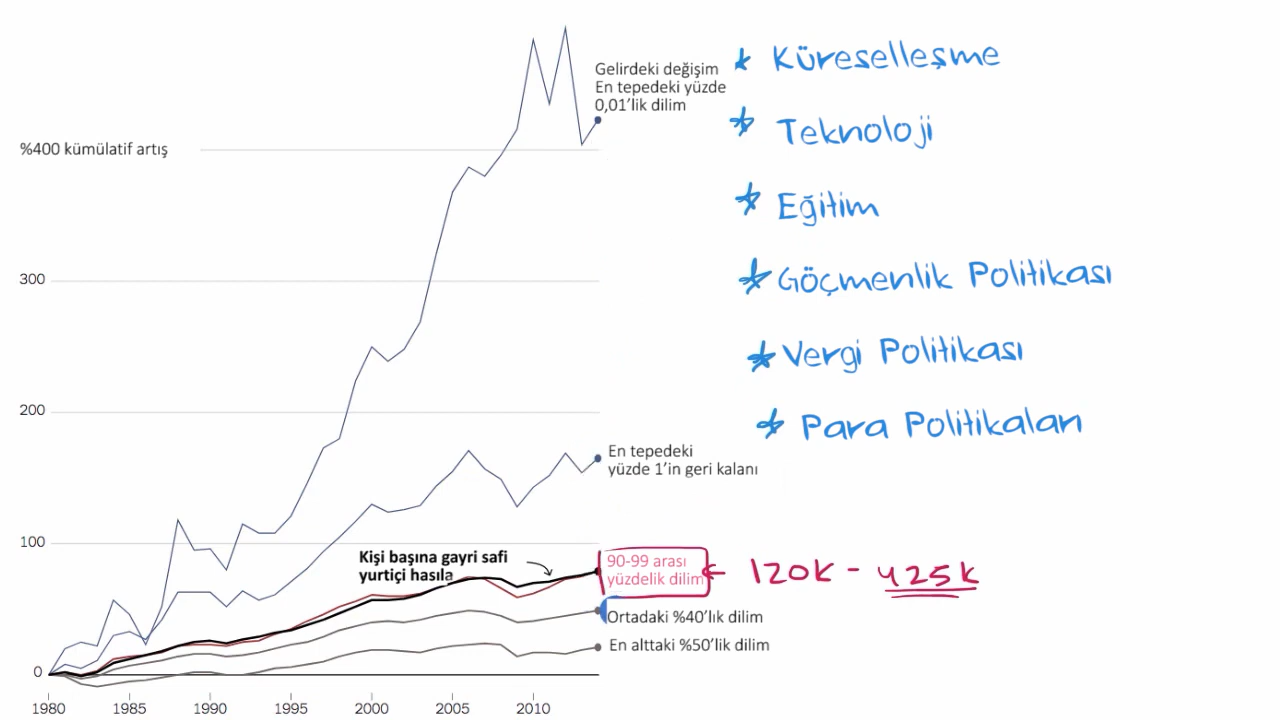 Gelirdeki değişim
En tepedeki yüzde
0,01'lik dilim
%400 kümülatif artış
300
200
100
0
En tepedeki
yüzde 1'in geri kalanı
Kişi başına gayri safi
yurtiçi hasıla
90-99 arası
yüzdelik dilim
Ortadaki %40'lık dilim
En alttaki %50'lik dilim
1980 1985 1990 1995 2000 2005 2010
* Küreselleşme
* Teknoloji
* Eğitim
* Göçmenlik Politikası
* Vergi Politikası
* Para Politikaları
← 120K - 425K